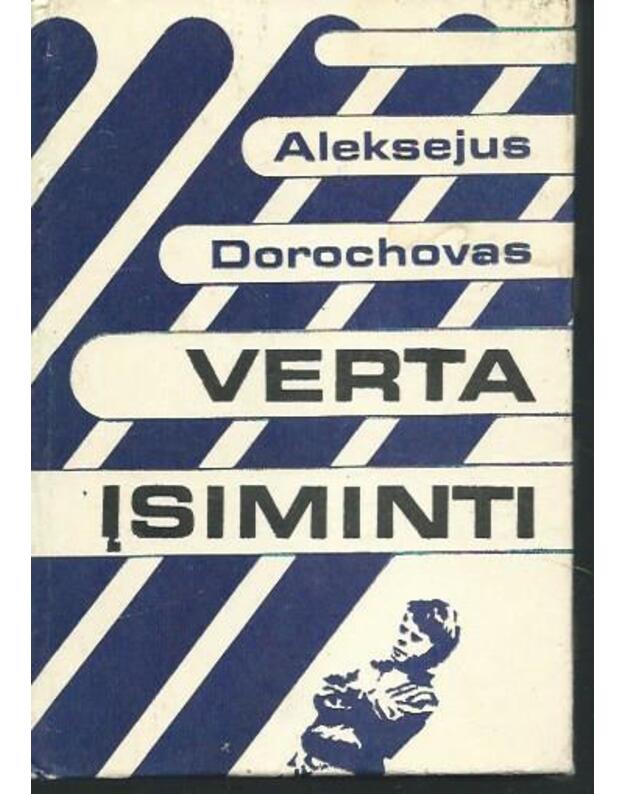 Aleksejus
Dorochovas
VERTA
ĮSIMINTI